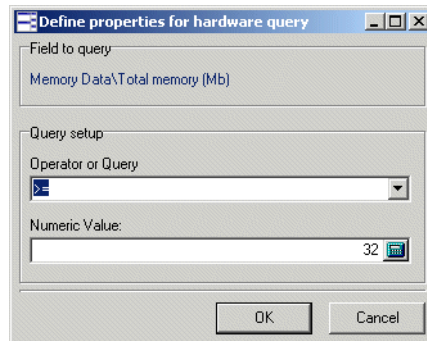 Define properties for hardware query
Field to query
Memory Data\Total memory (Mb)
Query setup
Operator or Query
>=
Numeric Value:
32
OK Cancel